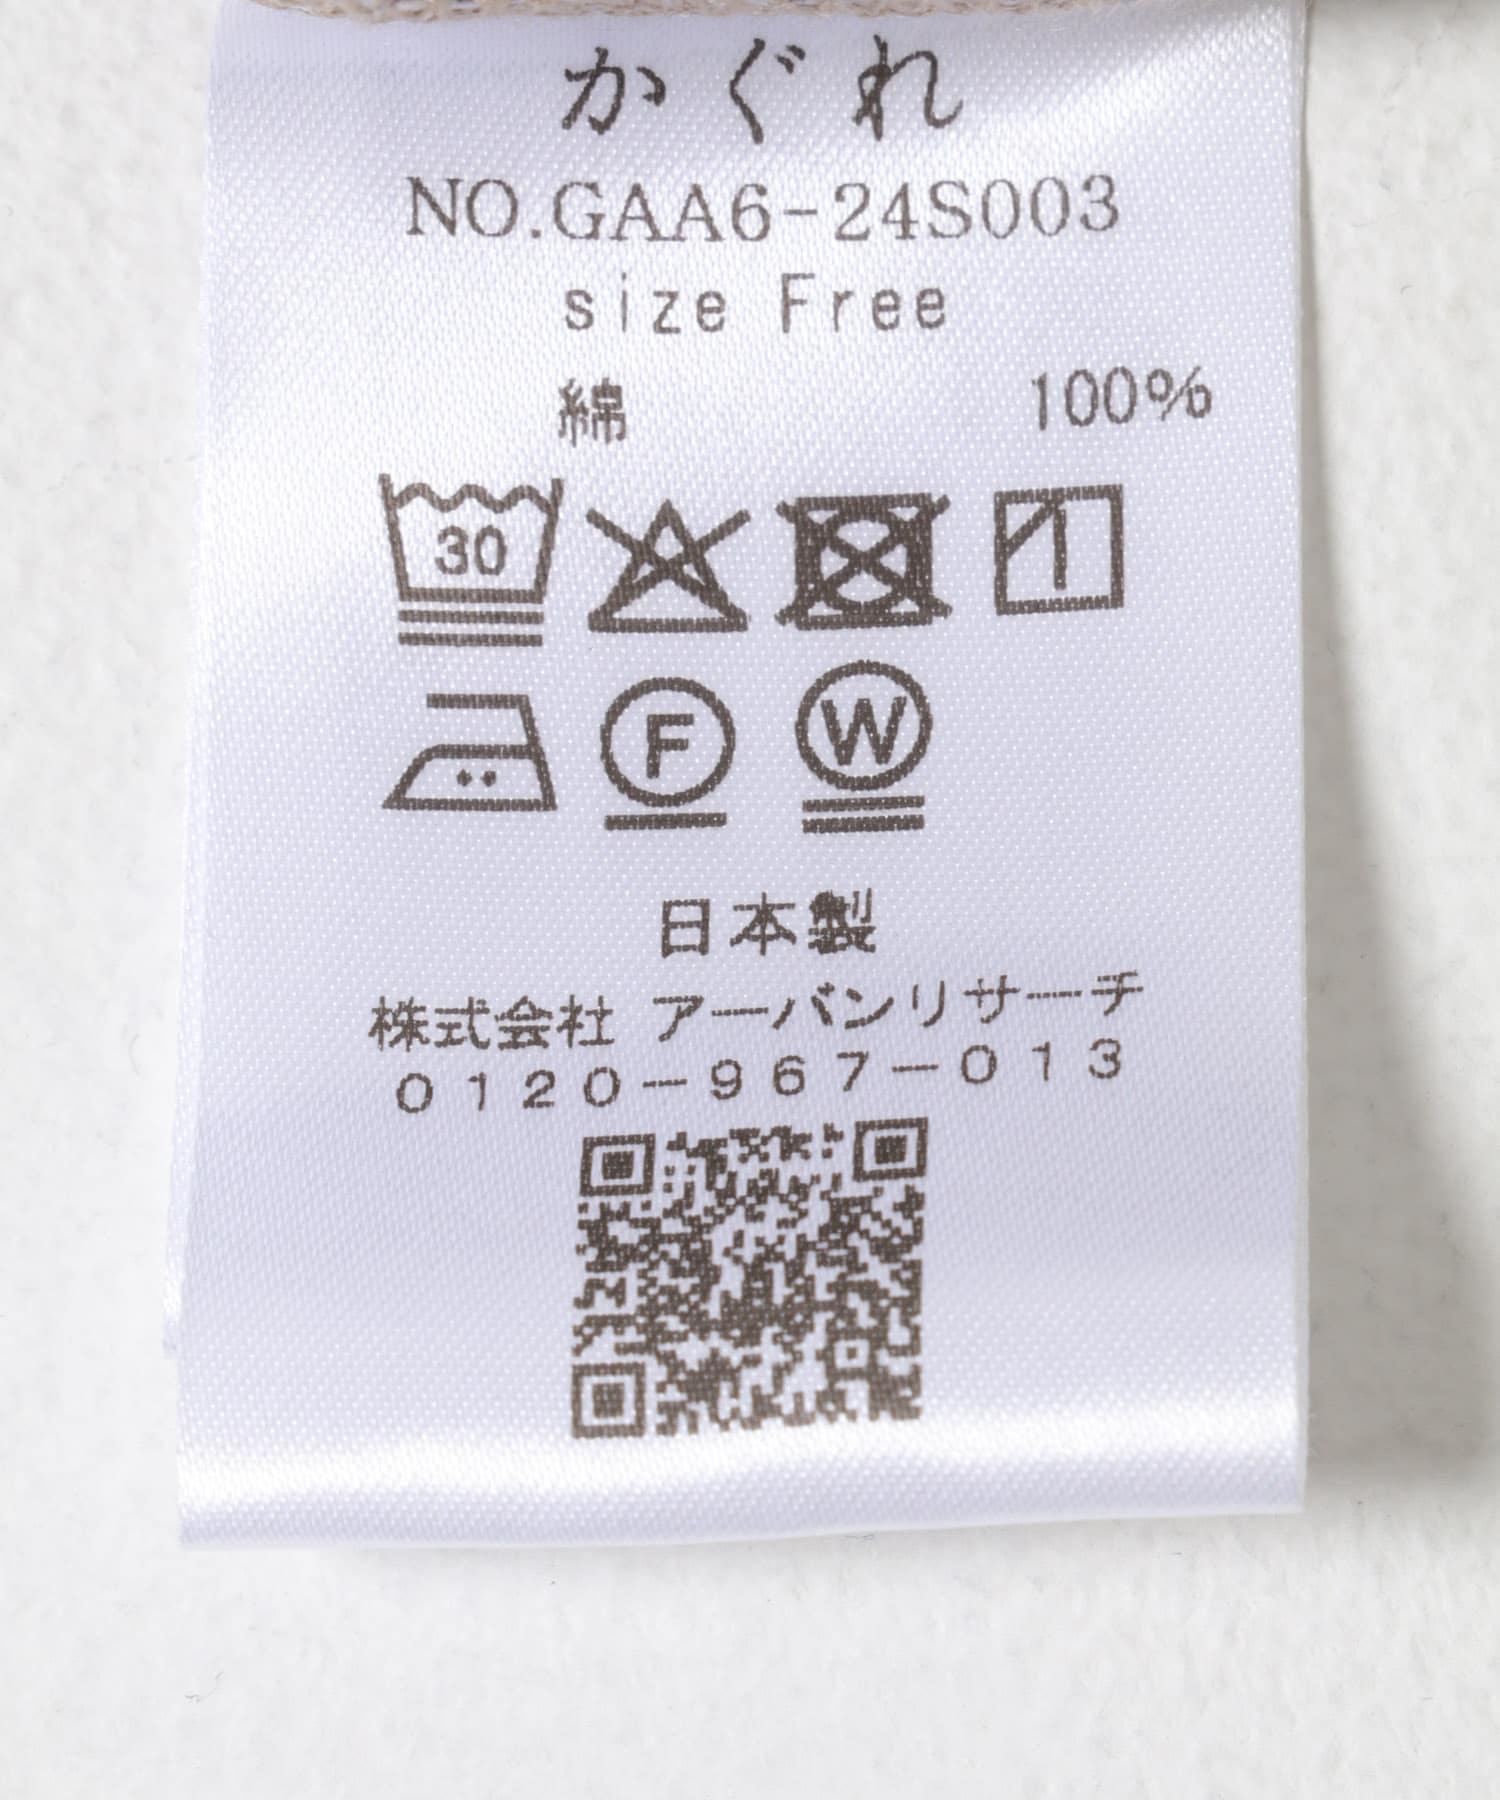 かぐれ
NO.GAA6-24S003
size Free
綿 100%
30
F W
日本製
株式会社 アーバンリサーチ
0120-967-013